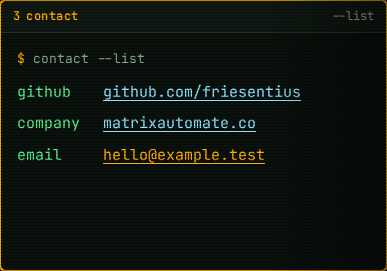 3 contact --list
$ contact --list
github github.com/friesentius
company matrixautomate.co
email hello@example.test